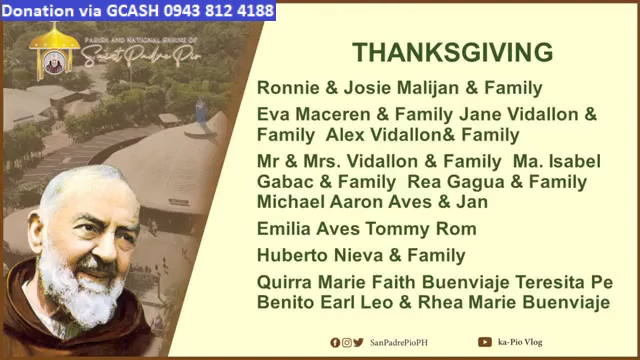 Donation via GCASH 0943 812 4188
PARISH AND NATIONAL SHRINE OF
Saint Padre Pio
THANKSGIVING
Ronnie & Josie Malijan & Family
Eva Maceren & Family Jane Vidallon &
Family Alex Vidallon& Family
Mr & Mrs. Vidallon & Family Ma. Isabel
Gabac & Family Rea Gagua & Family
Michael Aaron Aves & Jan
Emilia Aves Tommy Rom
Huberto Nieva & Family
Quirra Marie Faith Buenviaje Teresita Pe
Benito Earl Leo & Rhea Marie Buenviaje
SanPadrePioPH
ka-Pio Vlog